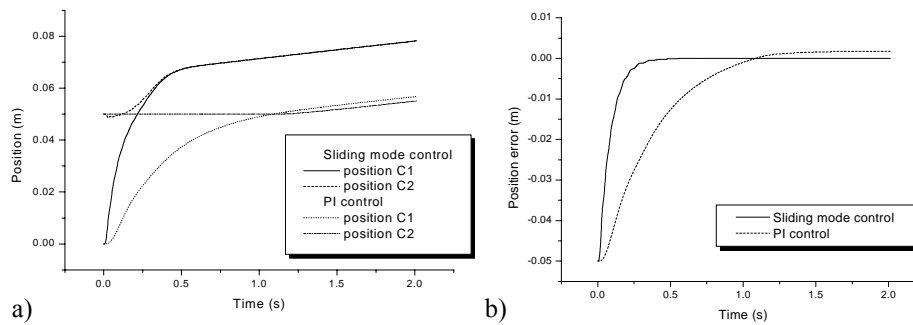 Position (m)
0.08
0.06
0.04
0.02
0.00
Sliding mode control
position C1
position C2
PI control
position C1
position C2
0.0
0.5
1.0
1.5
2.0
Time (s)
a)
Position error (m)
0.01
0.00
-0.01
-0.02
-0.03
-0.04
-0.05
Sliding mode control
PI control
0.0
0.5
1.0
1.5
2.0
Time (s)
b)